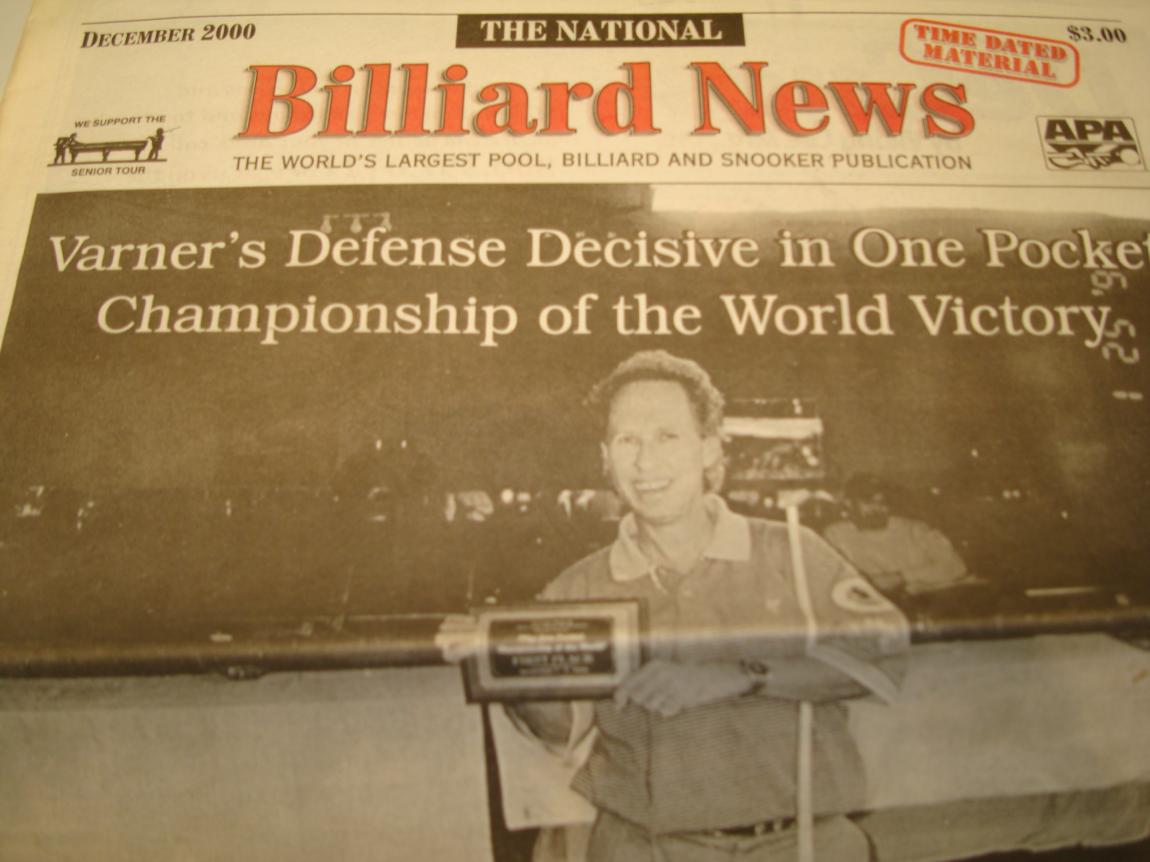 DECEMBER 2000
THE NATIONAL
TIME DATED
MATERIAL
$3.00
Billiard News
WE SUPPORT THE
SENIOR TOUR
THE WORLD'S LARGEST POOL, BILLIARD AND SNOOKER PUBLICATION
APA
Varner's Defense Decisive in One Pocket
Championship of the World Victory